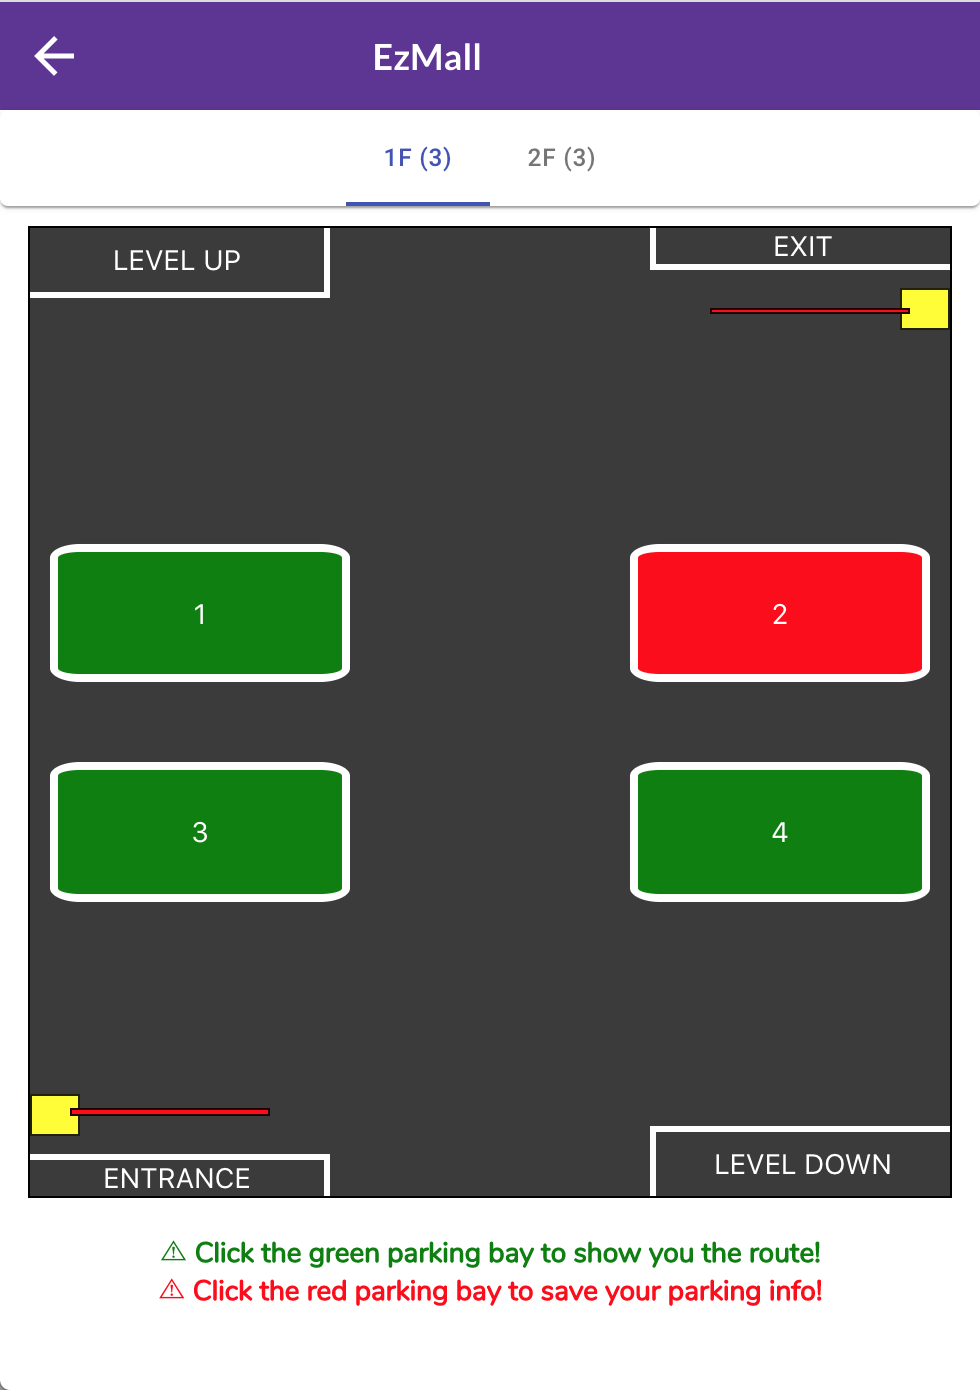 EzMall
1F (3) 2F (3)
LEVEL UP
EXIT
1
2
3
4
ENTRANCE
LEVEL DOWN
⚠ Click the green parking bay to show you the route!
⚠ Click the red parking bay to save your parking info!